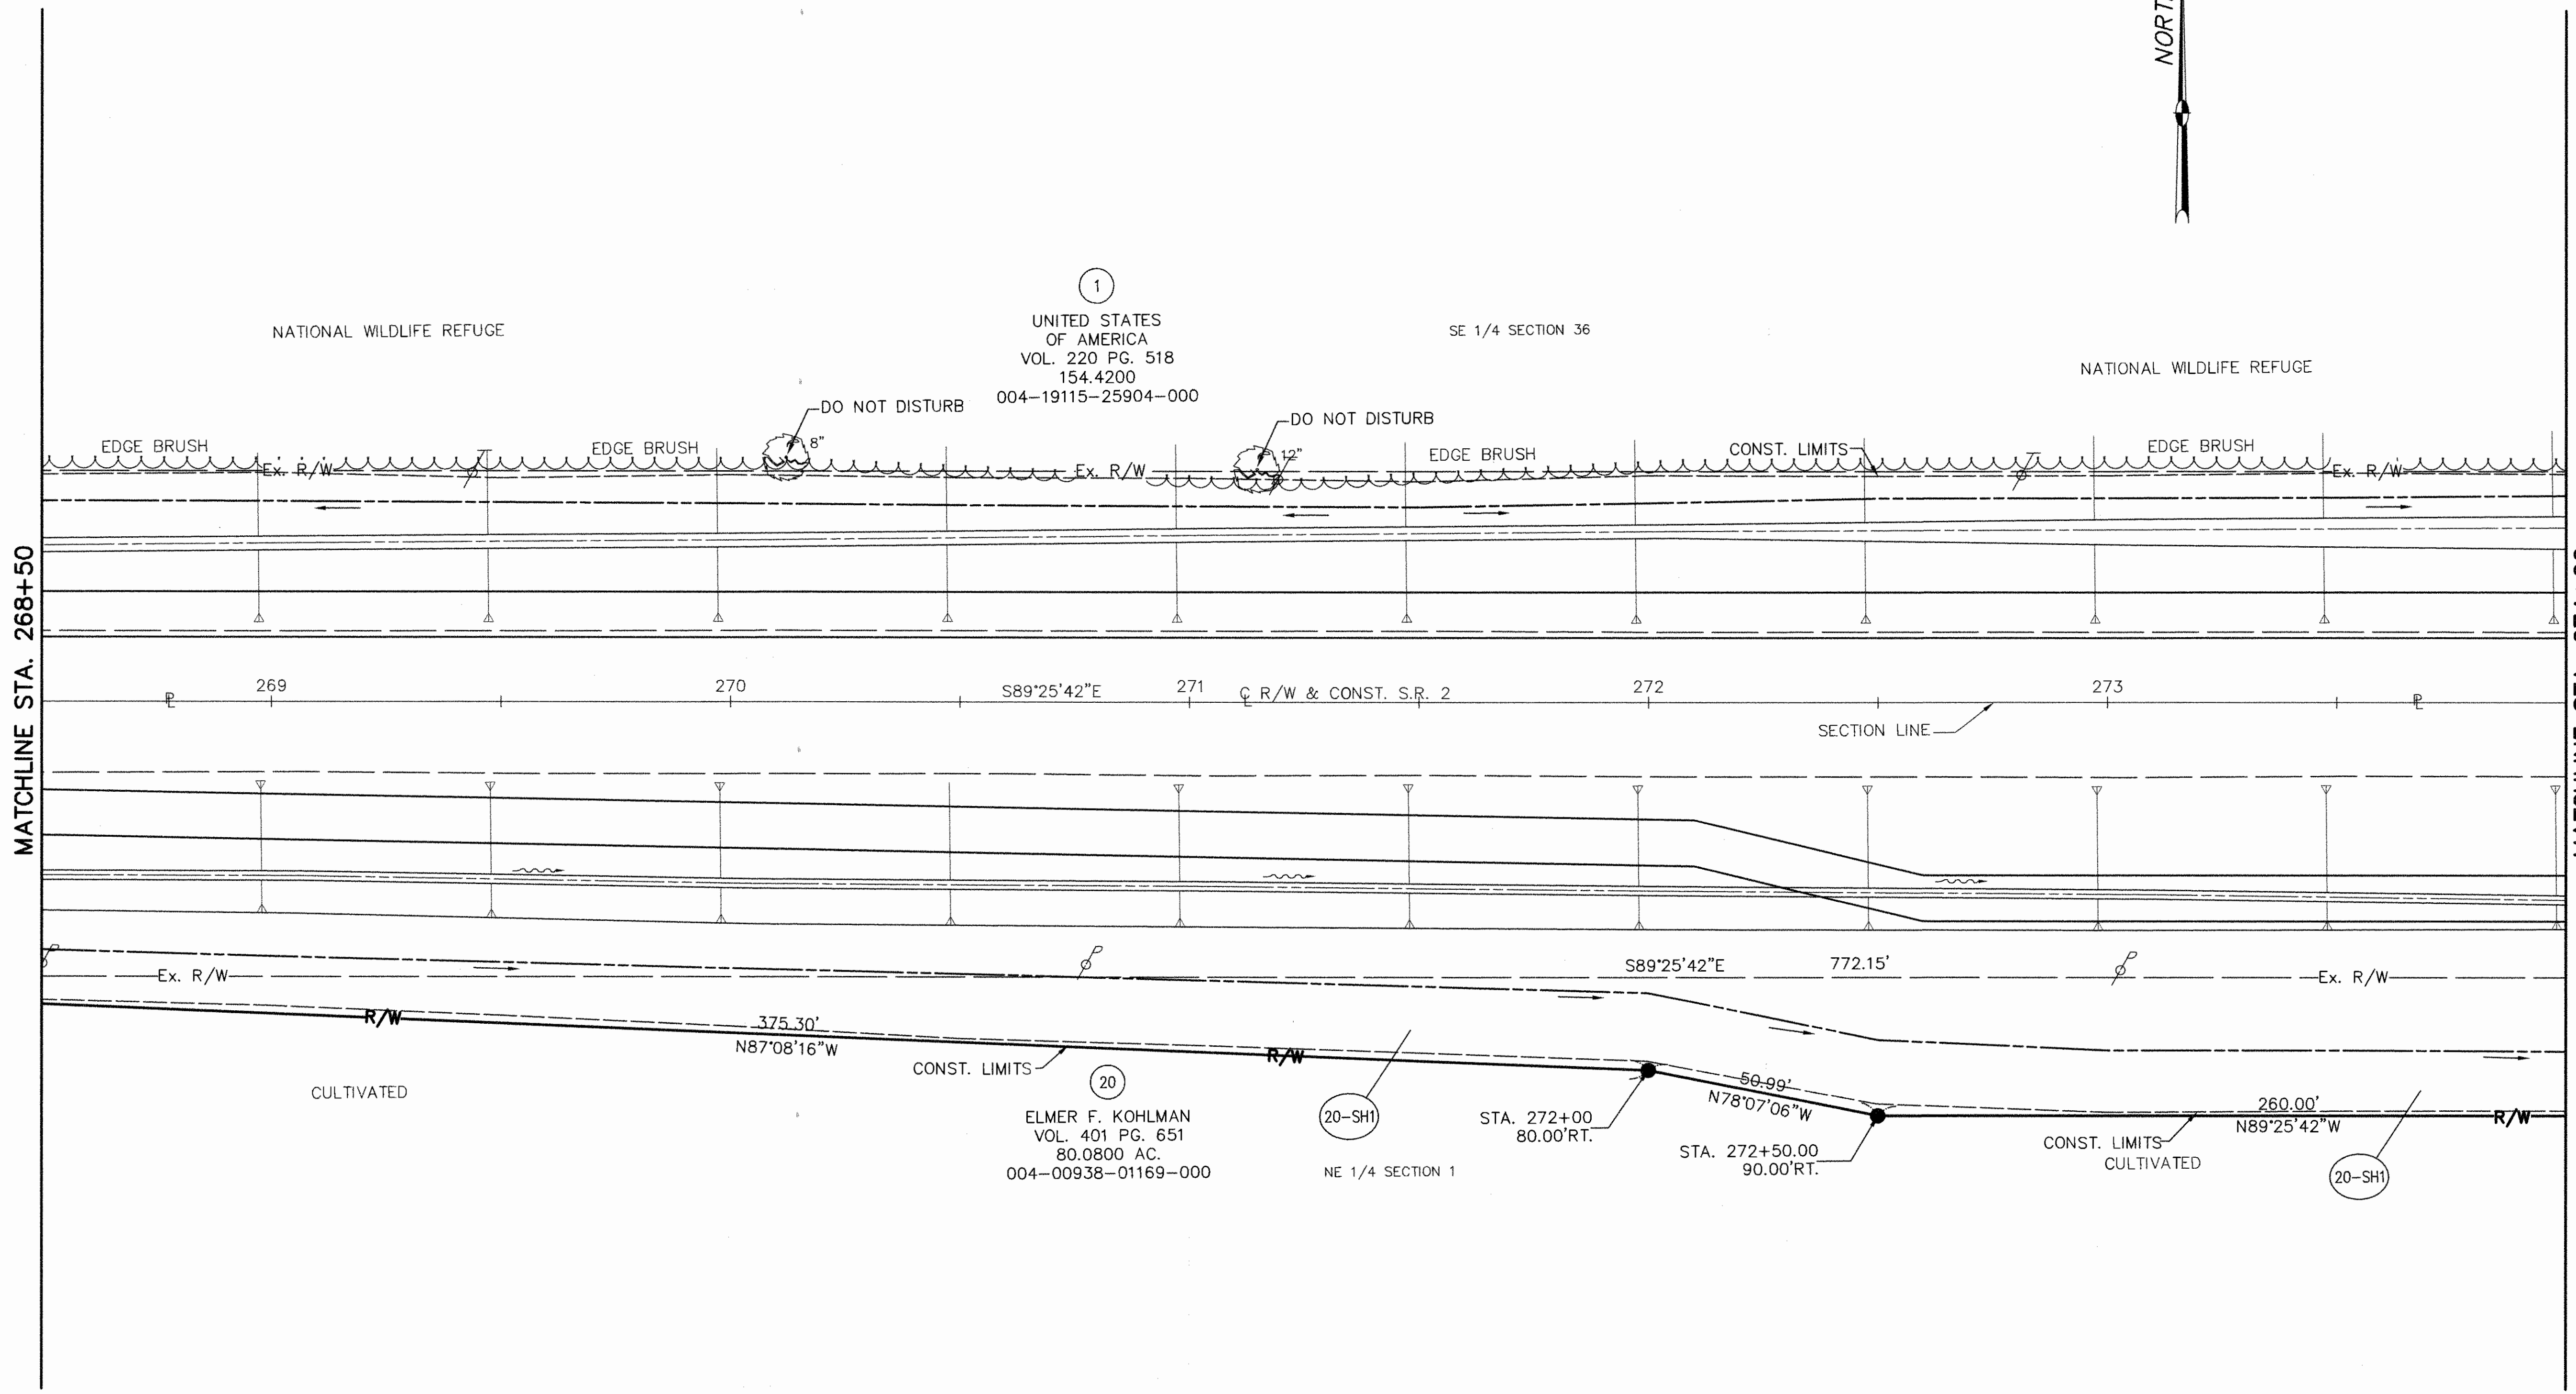 NATIONAL WILDLIFE REFUGE
1
UNITED STATES
OF AMERICA
VOL. 220 PG. 518
154.4200
004-19115-25904-000
SE 1/4 SECTION 36
NATIONAL WILDLIFE REFUGE
DO NOT DISTURB
DO NOT DISTURB
EDGE BRUSH
EDGE BRUSH
8"
12"
EDGE BRUSH
CONST. LIMITS
EDGE BRUSH
Ex. R/W
Ex. R/W
Ex. R/W
MATCHLINE STA. 268+50
269
270
S89°25'42"E
271
℄ R/W & CONST. S.R. 2
272
273
SECTION LINE
Ex. R/W
S89°25'42"E
772.15'
Ex. R/W
R/W
375.30'
N87°08'16"W
CONST. LIMITS
R/W
CULTIVATED
20
ELMER F. KOHLMAN
VOL. 401 PG. 651
80.0800 AC.
004-00938-01169-000
20-SH1
NE 1/4 SECTION 1
STA. 272+00
80.00'RT.
50.99'
N78°07'06"W
STA. 272+50.00
90.00'RT.
260.00'
N89°25'42"W
R/W
CONST. LIMITS
CULTIVATED
20-SH1